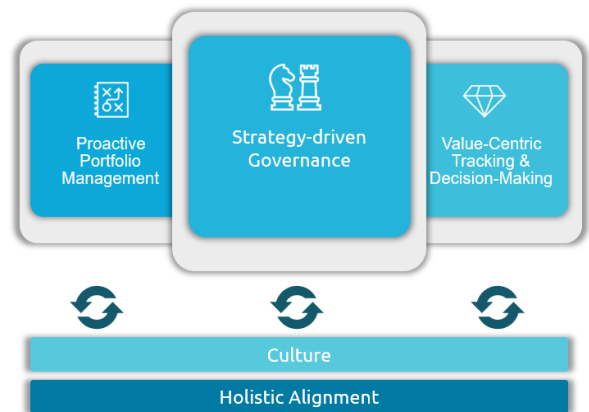 Proactive
Portfolio
Management
Strategy-driven
Governance
Value-Centric
Tracking &
Decision-Making
Culture
Holistic Alignment